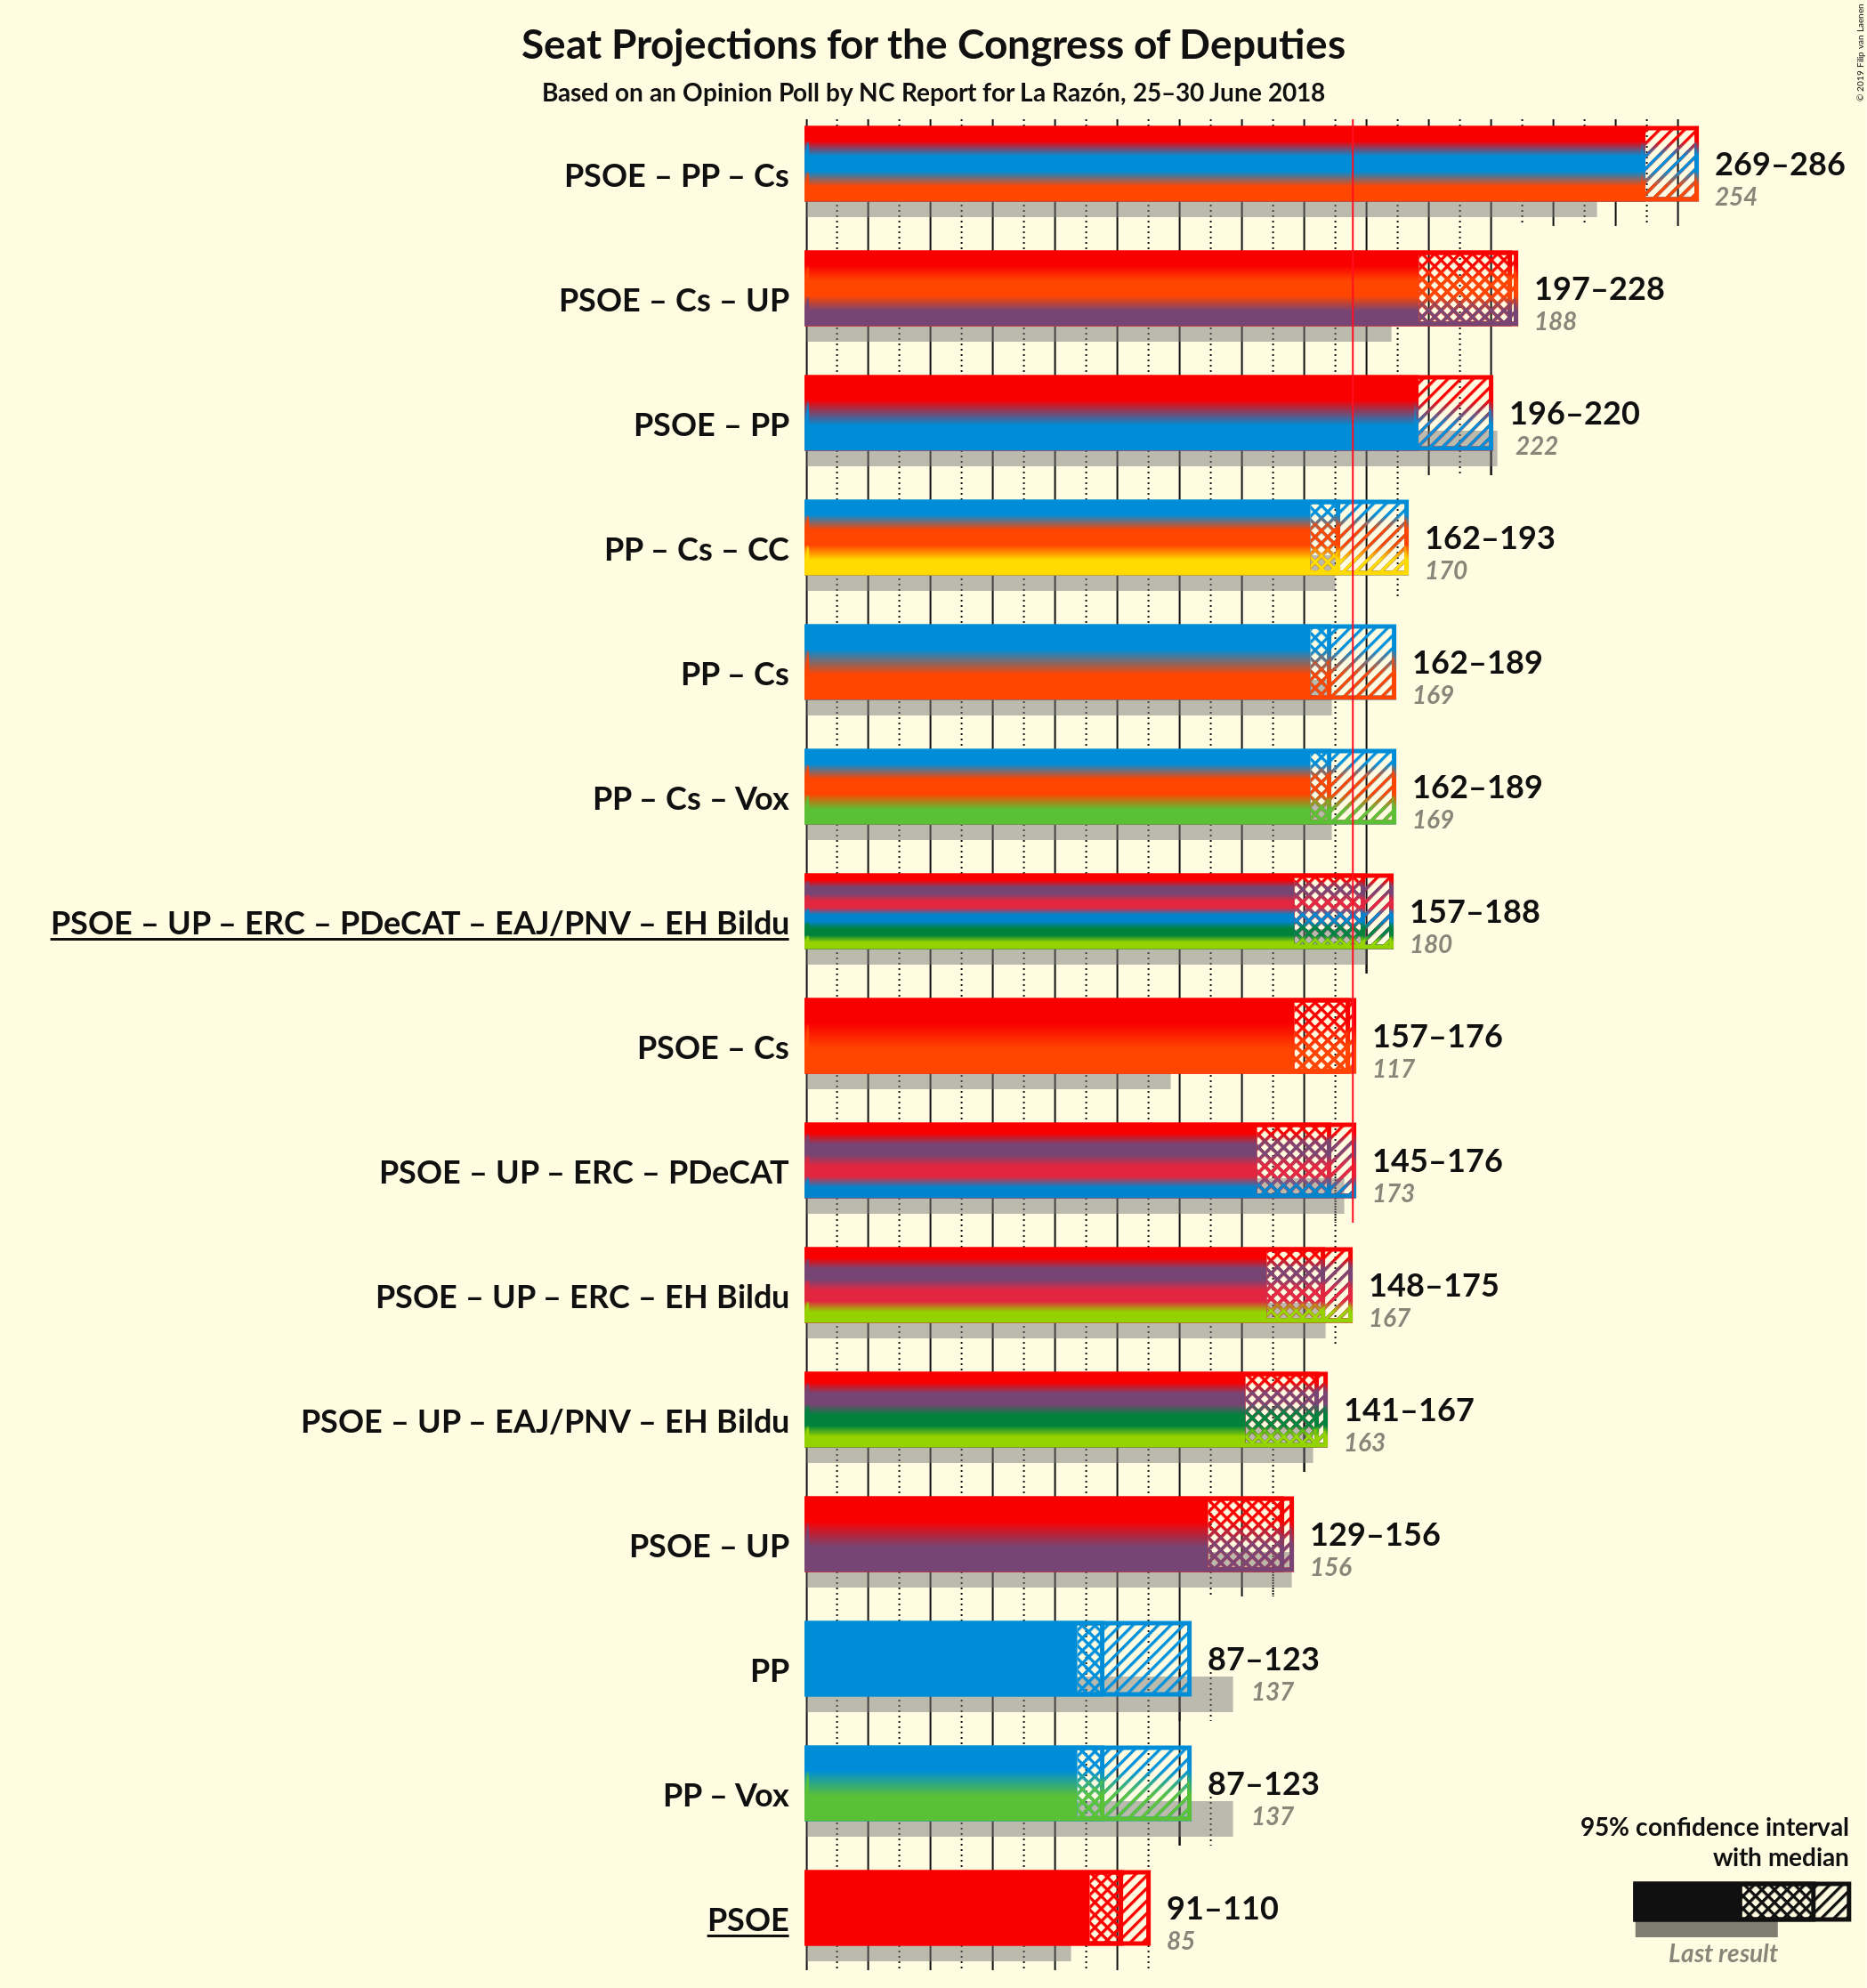 Seat Projections for the Congress of Deputies
Based on an Opinion Poll by NC Report for La Razón, 25–30 June 2018
© 2019 Filip van Laenen
PSOE – PP – Cs
269–286
254
PSOE – Cs – UP
197–228
188
PSOE – PP
196–220
222
PP – Cs – CC
162–193
170
PP – Cs
162–189
169
PP – Cs – Vox
162–189
169
PSOE – UP – ERC – PDeCAT – EAJ/PNV – EH Bildu
157–188
180
PSOE – Cs
157–176
117
PSOE – UP – ERC – PDeCAT
145–176
173
PSOE – UP – ERC – EH Bildu
148–175
167
PSOE – UP – EAJ/PNV – EH Bildu
141–167
163
PSOE – UP
129–156
156
PP
87–123
137
PP – Vox
87–123
137
PSOE
91–110
85
95% confidence interval
with median
Last result